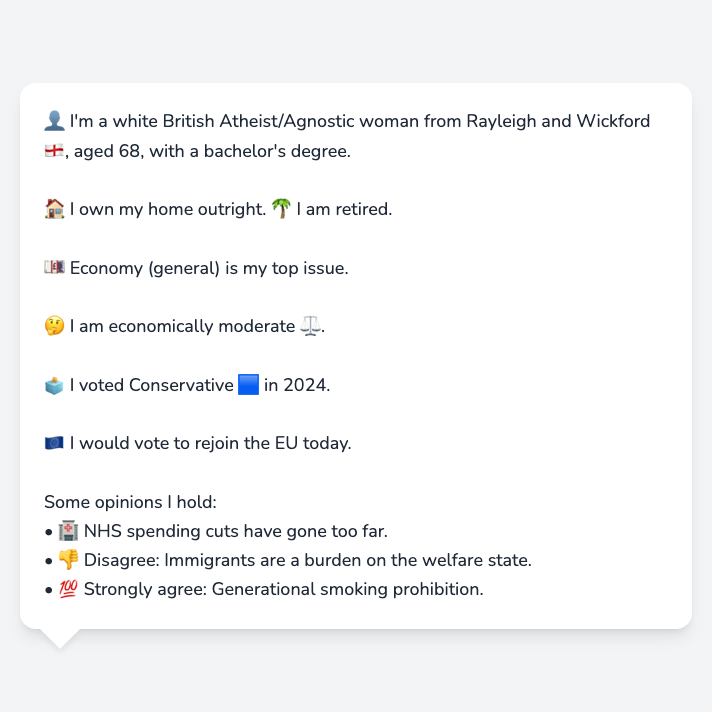 👤 I'm a white British Atheist/Agnostic woman from Rayleigh and Wickford
🏴󠁧󠁢󠁥󠁮󠁧󠁿, aged 68, with a bachelor's degree.
🏠 I own my home outright. 🌴 I am retired.
💷 Economy (general) is my top issue.
🤔 I am economically moderate ⚖️.
🗳️ I voted Conservative 🟦 in 2024.
🇪🇺 I would vote to rejoin the EU today.
Some opinions I hold:
• 🏥 NHS spending cuts have gone too far.
• 👎 Disagree: Immigrants are a burden on the welfare state.
• 💯 Strongly agree: Generational smoking prohibition.